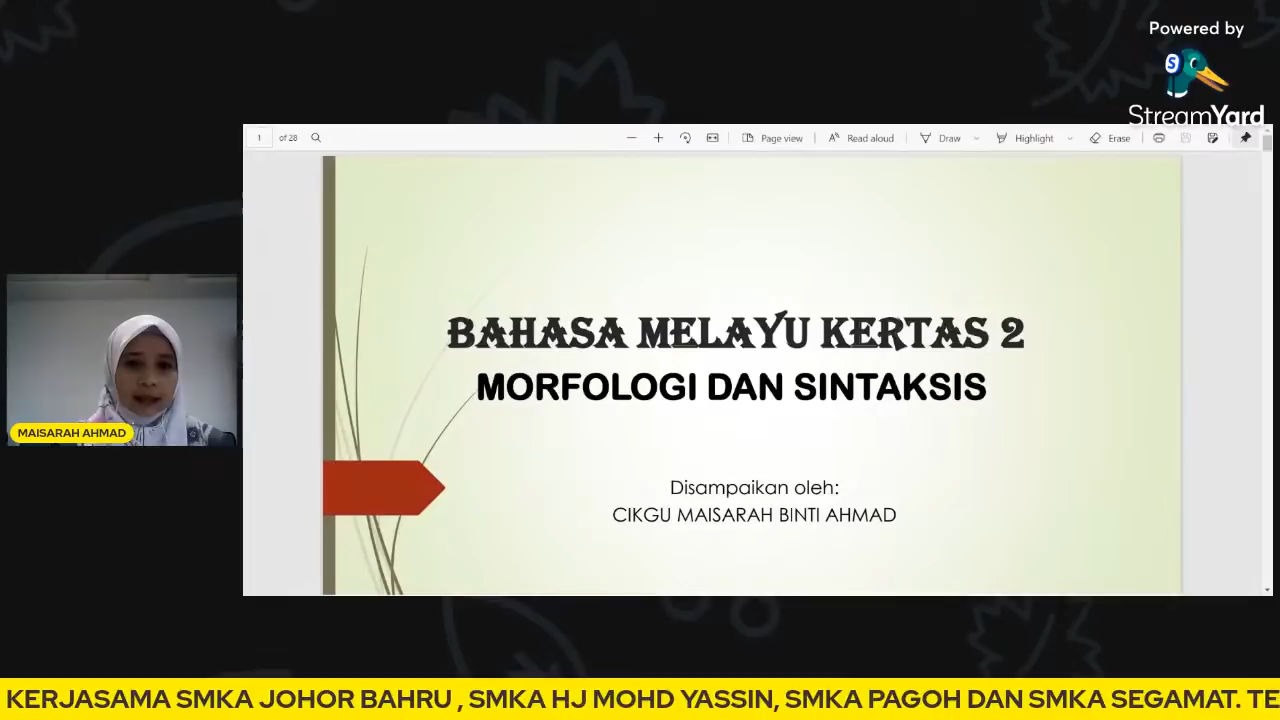 Powered by
StreamYard
1 of 28
Page view
Read aloud
Draw
Highlight
Erase
BAHASA MELAYU KERTAS 2
MORFOLOGI DAN SINTAKSIS
Disampaikan oleh:
CIKGU MAISARAH BINTI AHMAD
MAISARAH AHMAD
KERJASAMA SMKA JOHOR BAHRU , SMKA HJ MOHD YASSIN, SMKA PAGOH DAN SMKA SEGAMAT. TE